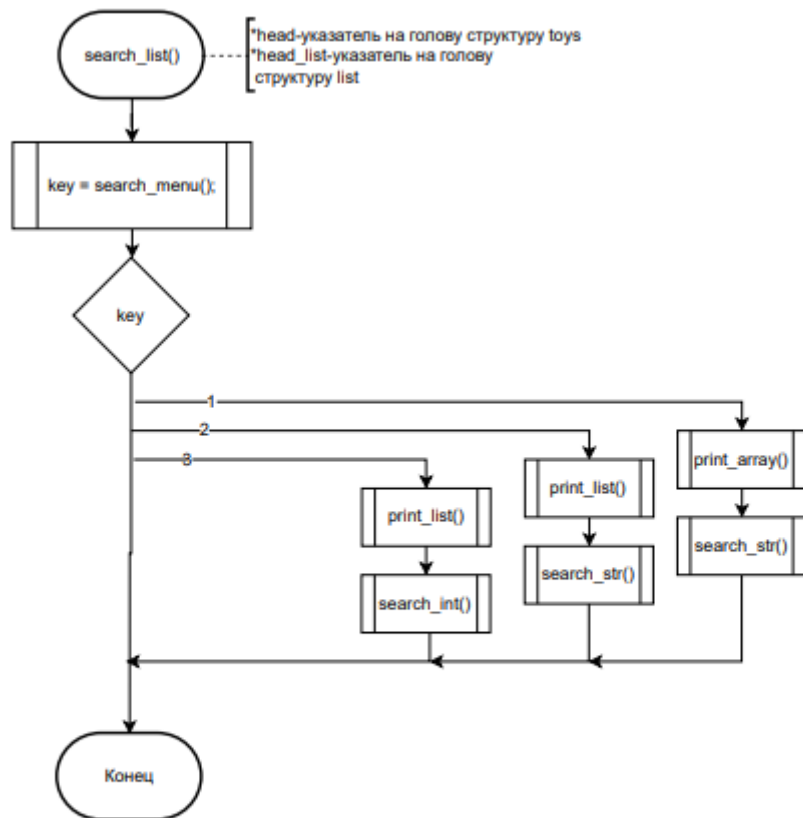 search_list()
*head-указатель на голову структуру toys
*head_list-указатель на голову
структуру list
key = search_menu();
key
1
2
3
print_array()
print_list()
print_list()
search_str()
search_str()
search_int()
Конец